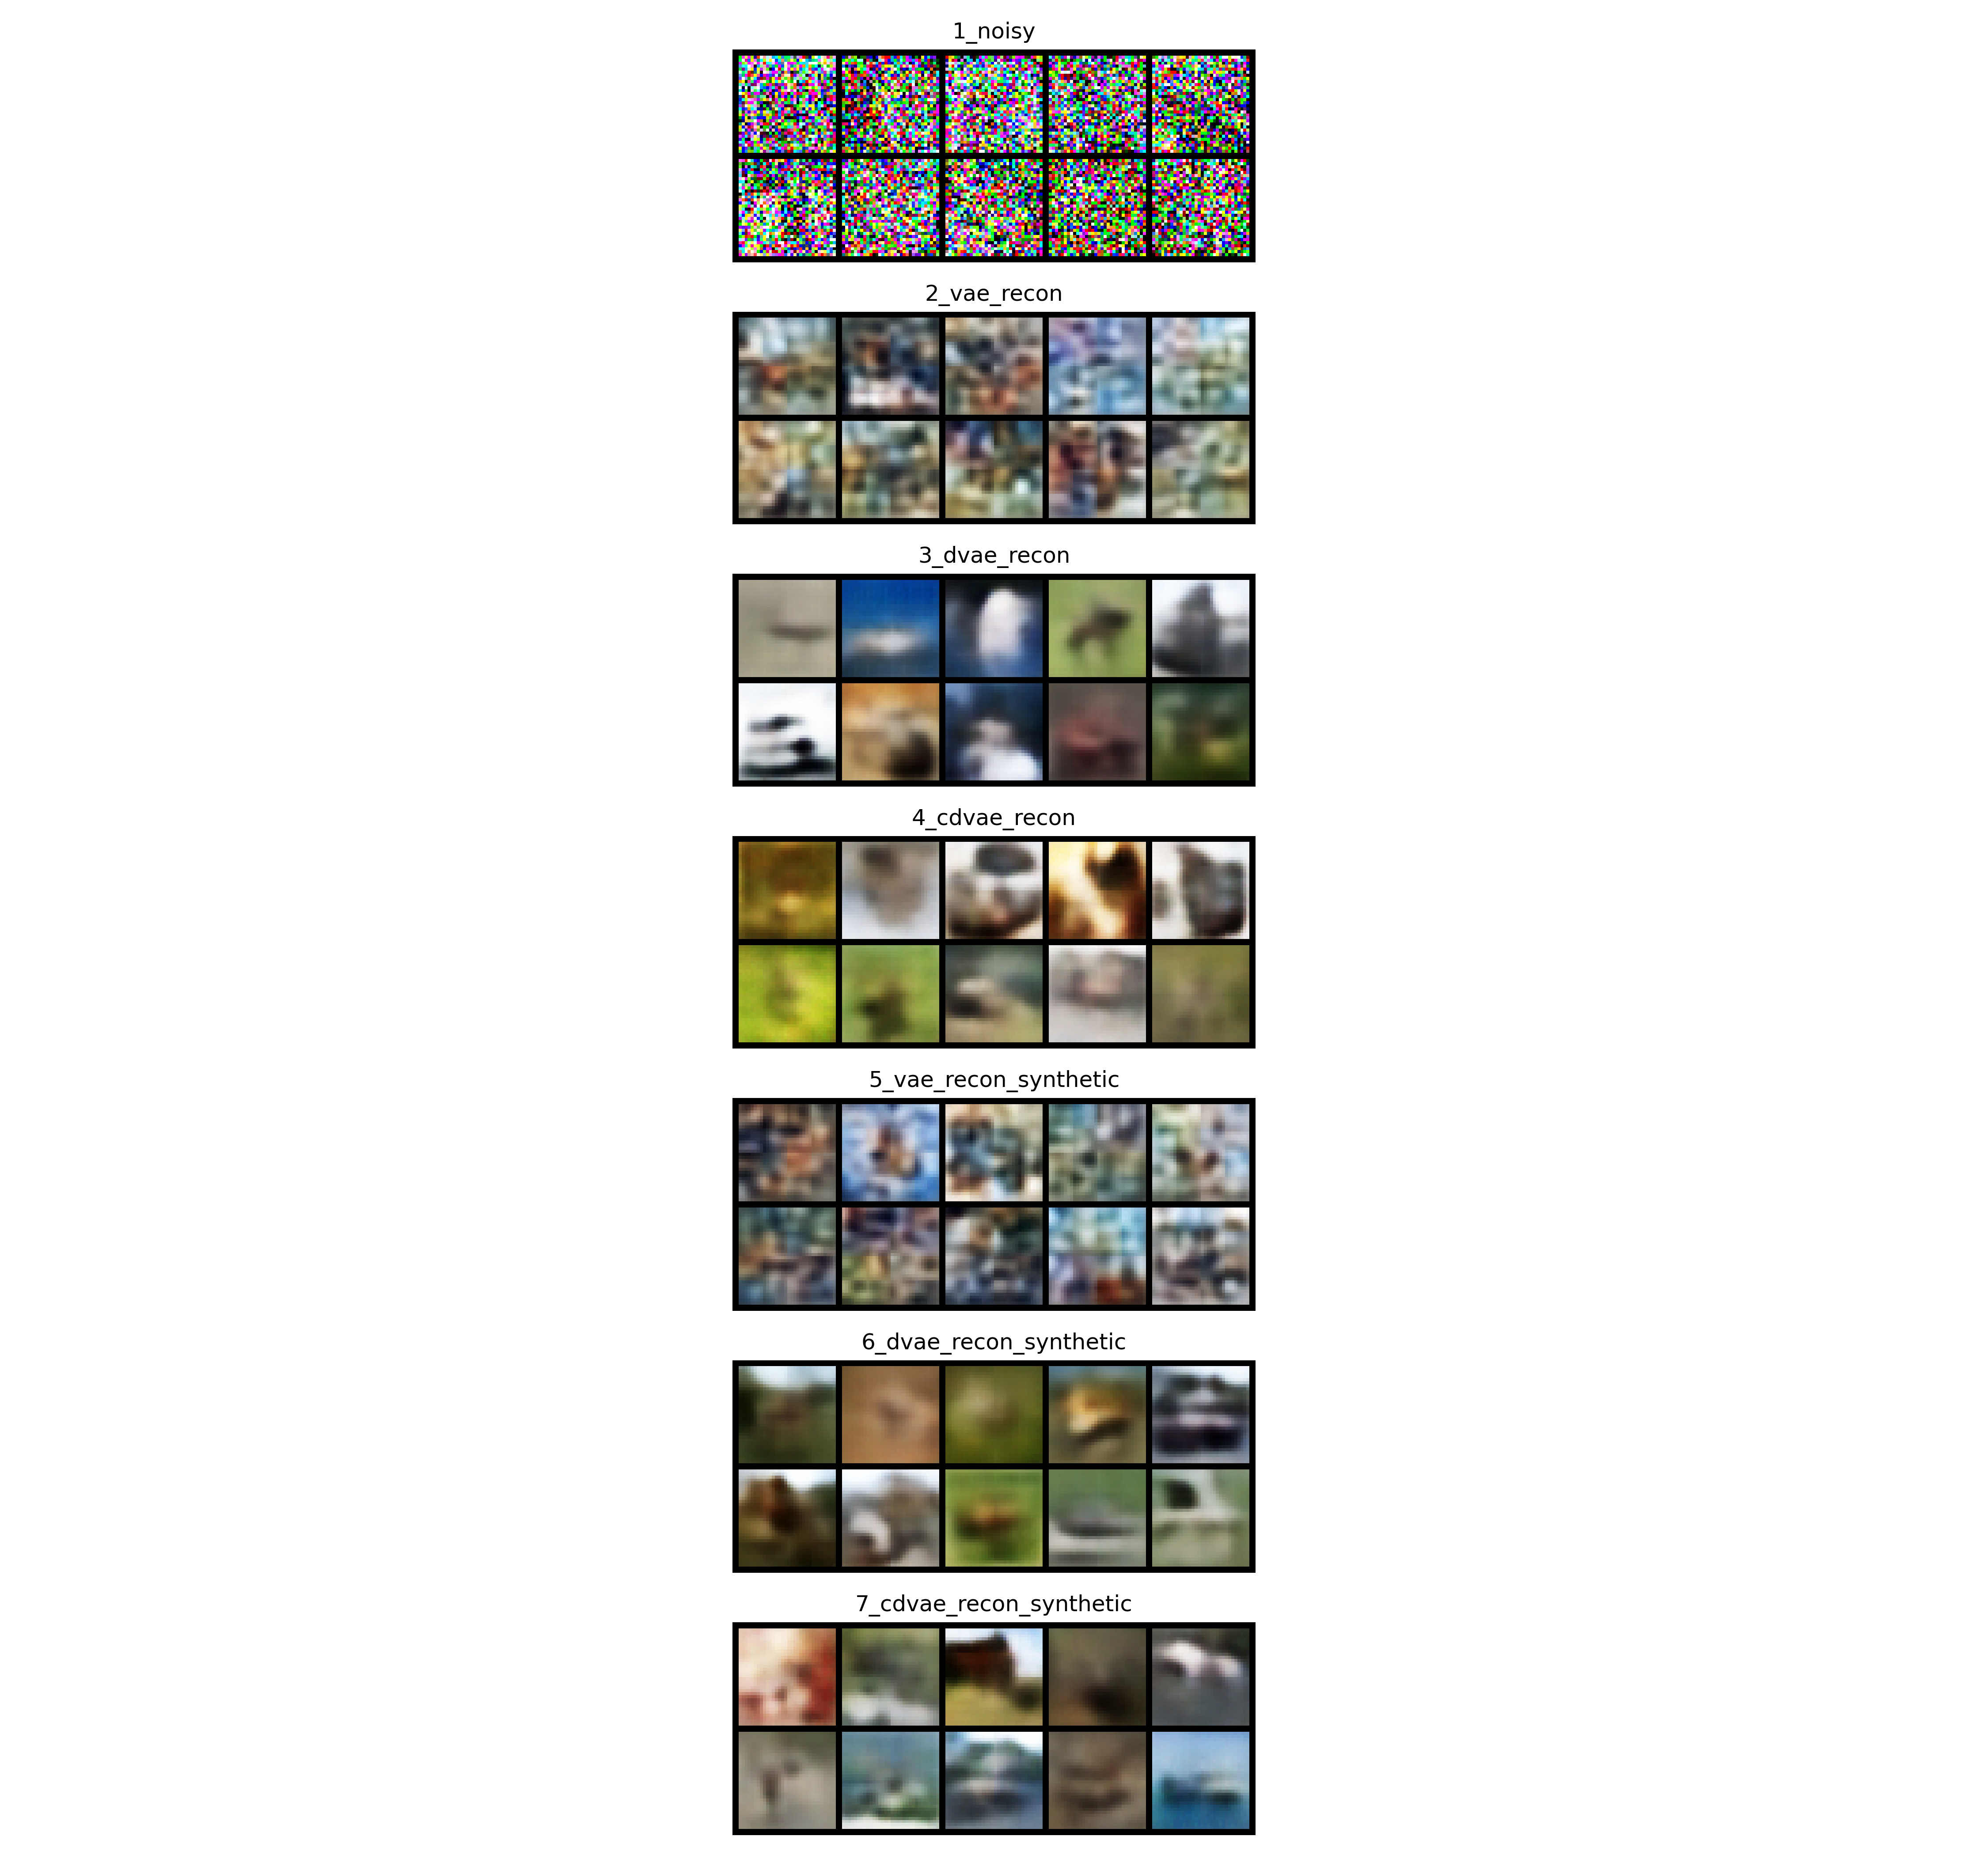 1_noisy
2_vae_recon
3_dvae_recon
4_cdvae_recon
5_vae_recon_synthetic
6_dvae_recon_synthetic
7_cdvae_recon_synthetic